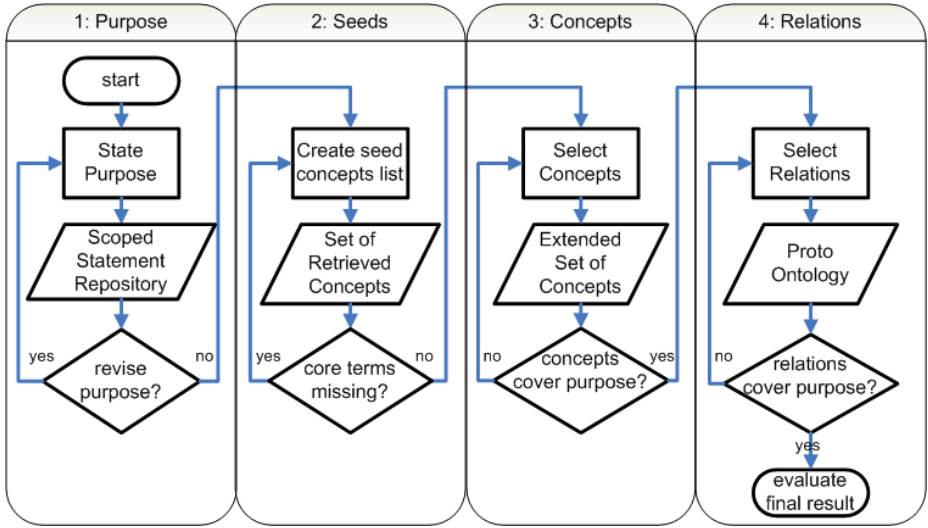 1: Purpose
start
State
Purpose
Scoped
Statement
Repository
yes
no
revise
purpose?
2: Seeds
Create seed
concepts list
Set of
Retrieved
Concepts
yes
no
core terms
missing?
3: Concepts
Select
Concepts
Extended
Set of
Concepts
no
yes
concepts
cover purpose?
4: Relations
Select
Relations
Proto
Ontology
no
relations
cover purpose?
yes
evaluate
final result